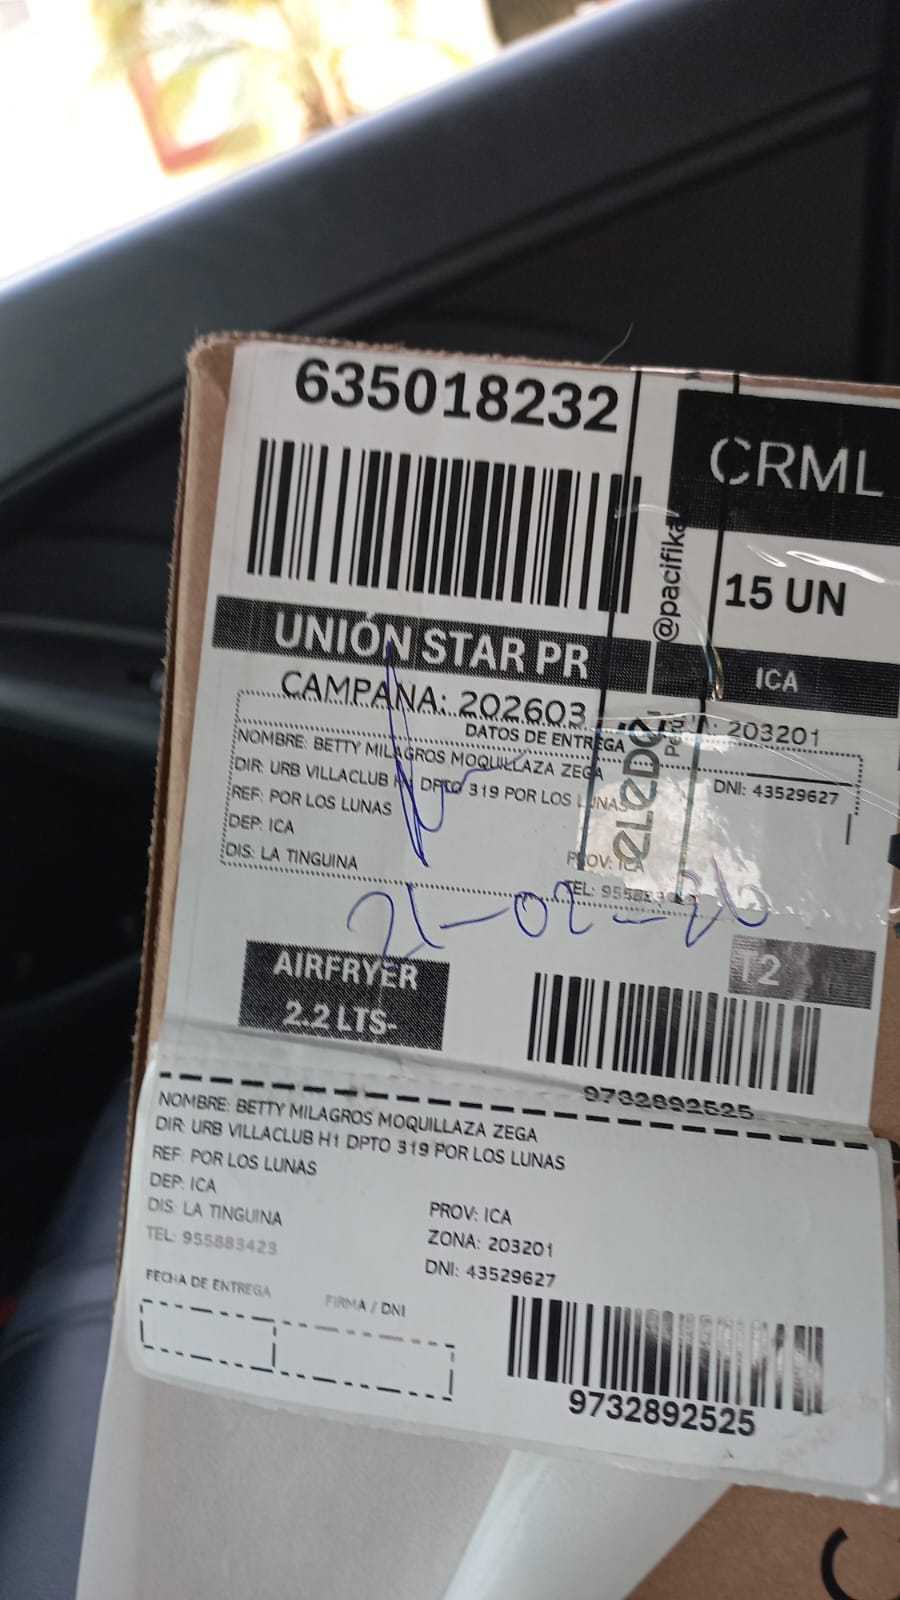 635018232
CRML
@pacifika
15 UN
UNIÓN STAR PR
ICA
CAMPAÑA: 202603
203201
DATOS DE ENTREGA
NOMBRE: BETTY MILAGROS MOQUILLAZA ZEGA
DNI: 43529627
DIR: URB VILLACLUB H1 DPTO 319 POR LOS LUNAS
REF: POR LOS LUNAS
DEP: ICA
PROV: ICA
DIS: LA TINGUINA
TEL:
21-02-26
AIRFRYER
2.2 LTS-
T2
9732892525
NOMBRE: BETTY MILAGROS MOQUILLAZA ZEGA
DIR: URB VILLACLUB H1 DPTO 319 POR LOS LUNAS
REF: POR LOS LUNAS
DEP: ICA
PROV: ICA
DIS: LA TINGUINA
ZONA: 203201
TEL: 955883423
DNI: 43529627
FECHA DE ENTREGA
FIRMA / DNI
9732892525